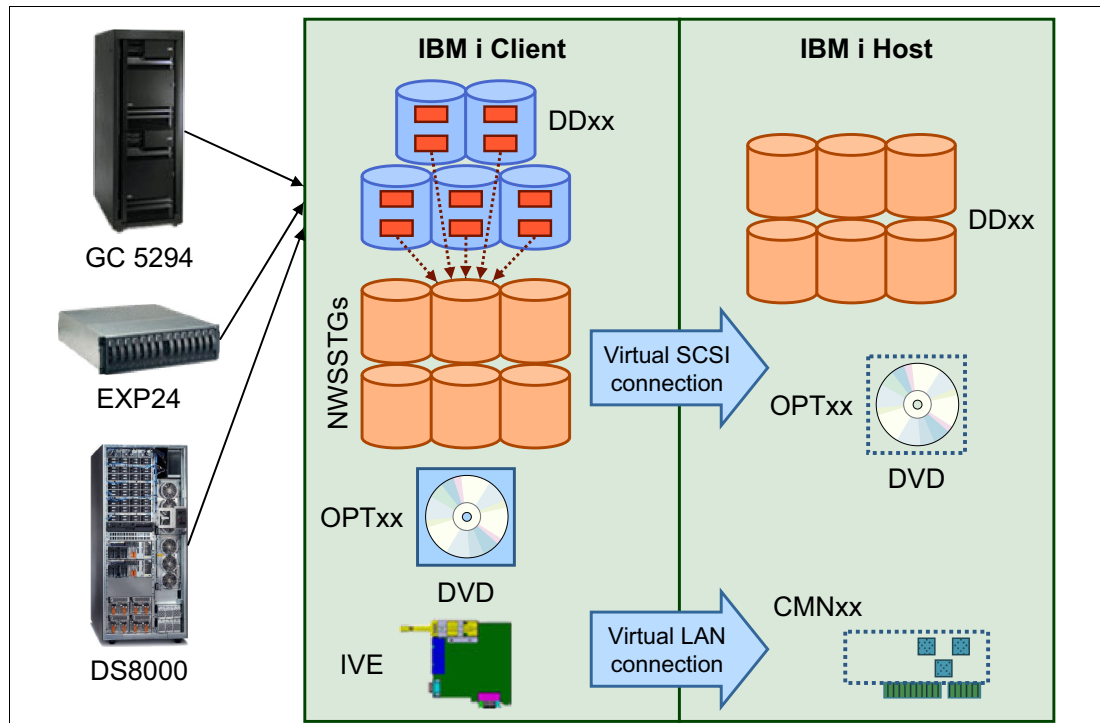 IBM i Client
IBM i Host
DDxx
GC 5294
DDxx
EXP24
NWSSTGs
Virtual SCSI
connection
OPTxx
DVD
OPTxx
DVD
DS8000
IVE
Virtual LAN
connection
CMNxx